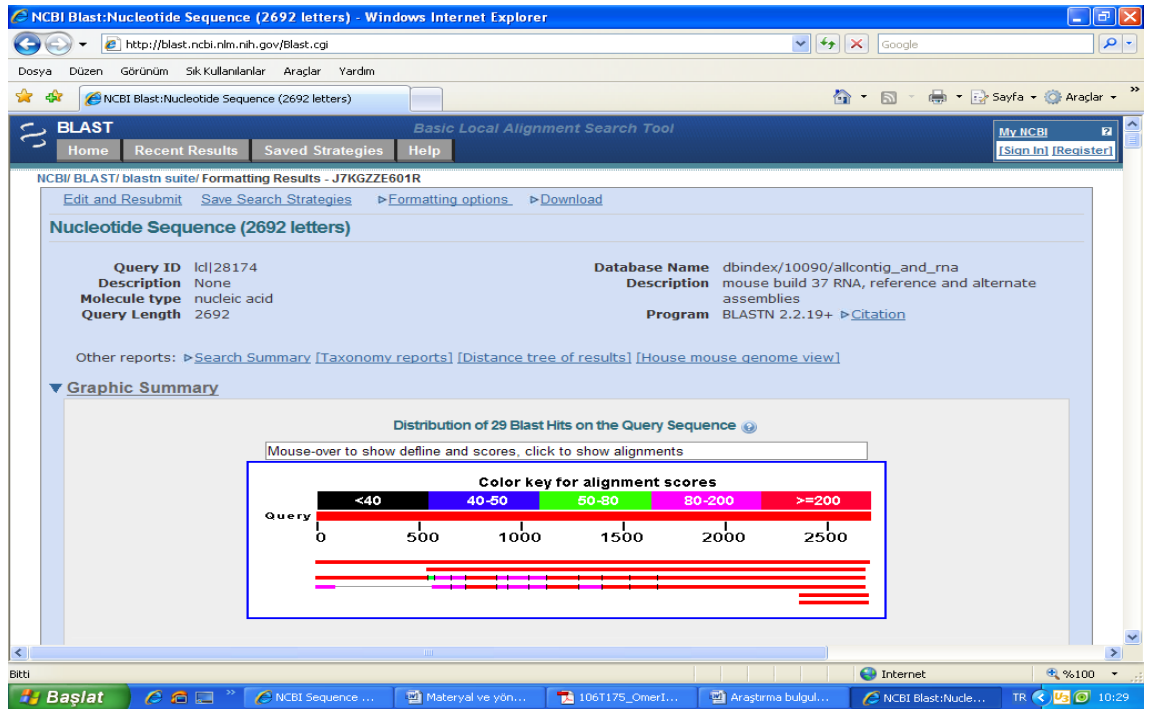 NCBI Blast:Nucleotide Sequence (2692 letters) - Windows Internet Explorer
http://blast.ncbi.nlm.nih.gov/Blast.cgi
Google
Dosya Düzen Görünüm Sık Kullanılanlar Araçlar Yardım
NCBI Blast:Nucleotide Sequence (2692 letters)
Sayfa Araçlar »
BLAST Basic Local Alignment Search Tool
My NCBI ?
Home Recent Results Saved Strategies Help
[Sign In] [Register]
NCBI/ BLAST/ blastn suite/ Formatting Results - J7KGZZE601R
Edit and Resubmit Save Search Strategies Formatting options Download
Nucleotide Sequence (2692 letters)
Query ID lcl|28174
Description None
Molecule type nucleic acid
Query Length 2692
Database Name dbindex/10090/allcontig_and_rna
Description mouse build 37 RNA, reference and alternate
assemblies
Program BLASTN 2.2.19+ Citation
Other reports: Search Summary [Taxonomy reports] [Distance tree of results] [House mouse genome view]
Graphic Summary
Distribution of 29 Blast Hits on the Query Sequence
Mouse-over to show defline and scores, click to show alignments
Color key for alignment scores
<40 40-50 50-80 80-200 >=200
Query
0 500 1000 1500 2000 2500
Bitti
Internet
%100
Başlat » NCBI Sequence ... Materyal ve yön... 106T175_OmerI... Araştırma bulgul... NCBI Blast:Nucle... TR 10:29